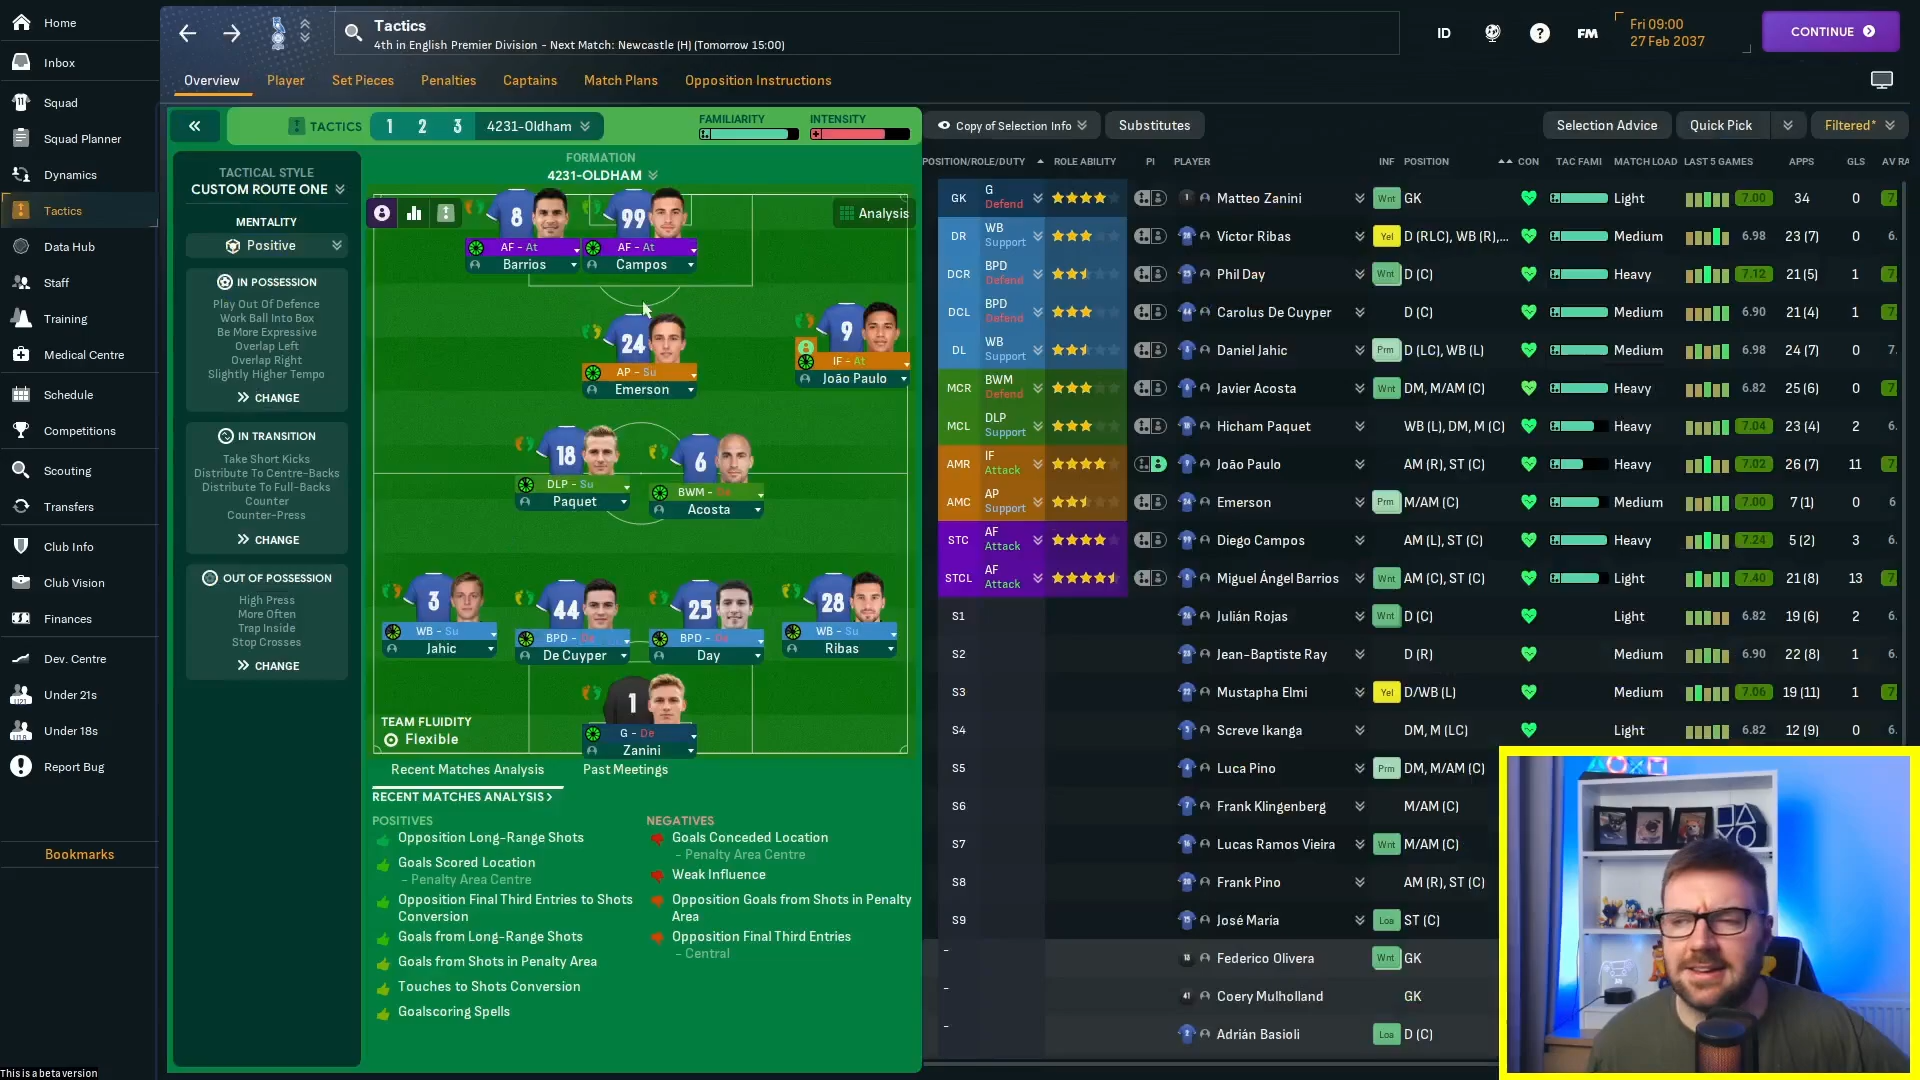 Home
Inbox
Squad
Squad Planner
Dynamics
Tactics
Data Hub
Staff
Training
Medical Centre
Schedule
Competitions
Scouting
Transfers
Club Info
Club Vision
Finances
Dev. Centre
Under 21s
Under 18s
Report Bug
Bookmarks
This is a beta version
Tactics
4th in English Premier Division - Next Match: Newcastle (H) (Tomorrow 15:00)
ID
FM
Fri 09:00
27 Feb 2037
CONTINUE
Overview Player Set Pieces Penalties Captains Match Plans Opposition Instructions
TACTICS 1 2 3 4231-Oldham
FAMILIARITY INTENSITY
TACTICAL STYLE
CUSTOM ROUTE ONE
MENTALITY
Positive
IN POSSESSION
Play Out Of Defence
Work Ball Into Box
Be More Expressive
Overlap Left
Overlap Right
Slightly Higher Tempo
CHANGE
IN TRANSITION
Take Short Kicks
Distribute To Centre-Backs
Distribute To Full-Backs
Counter
Counter-Press
CHANGE
OUT OF POSSESSION
High Press
More Often
Trap Inside
Stop Crosses
CHANGE
FORMATION
4231-OLDHAM
Analysis
8 99
AF - At AF - At
Barrios Campos
24 9
AP - Su IF - At
Emerson João Paulo
18 6
DLP - Su BWM - De
Paquet Acosta
3 44 25 28
WB - Su BPD - De BPD - De WB - Su
Jahic De Cuyper Day Ribas
1
G - De
Zanini
TEAM FLUIDITY
Flexible
Recent Matches Analysis Past Meetings
RECENT MATCHES ANALYSIS >
POSITIVES
Opposition Long-Range Shots
Goals Scored Location
- Penalty Area Centre
Opposition Final Third Entries to Shots
Conversion
Goals from Long-Range Shots
Goals from Shots in Penalty Area
Touches to Shots Conversion
Goalscoring Spells
NEGATIVES
Goals Conceded Location
- Penalty Area Centre
Weak Influence
Opposition Goals from Shots in Penalty
Area
Opposition Final Third Entries
- Central
Copy of Selection Info Substitutes Selection Advice Quick Pick Filtered*
POSITION/ROLE/DUTY ROLE ABILITY PI PLAYER INF POSITION CON TAC FAMI MATCH LOAD LAST 5 GAMES APPS GLS AV RA
GK G Defend Matteo Zanini Wnt GK Light 7.00 34 0 7.
DR WB Support Víctor Ribas Yel D (RLC), WB (R),... Medium 6.98 23 (7) 0 6.
DCR BPD Defend Phil Day Wnt D (C) Heavy 7.12 21 (5) 1 7.
DCL BPD Defend Carolus De Cuyper D (C) Medium 6.90 21 (4) 1 6.
DL WB Support Daniel Jahic Prm D (LC), WB (L) Medium 6.98 24 (7) 0 7.
MCR BWM Defend Javier Acosta Wnt DM, M/AM (C) Heavy 6.82 25 (6) 0 7.
MCL DLP Support Hicham Paquet WB (L), DM, M (C) Heavy 7.04 23 (4) 2 6.
AMR IF Attack João Paulo AM (R), ST (C) Heavy 7.02 26 (7) 11 7.
AMC AP Support Emerson Prm M/AM (C) Medium 7.00 7 (1) 0 6
STC AF Attack Diego Campos AM (L), ST (C) Heavy 7.24 5 (2) 3 6.
STCL AF Attack Miguel Ángel Barrios Wnt AM (C), ST (C) Light 7.40 21 (8) 13 7.
S1 Julián Rojas Wnt D (C) Light 6.82 19 (6) 2 6.
S2 Jean-Baptiste Ray D (R) Medium 6.90 22 (8) 1 6.
S3 Mustapha Elmi Yel D/WB (L) Medium 7.06 19 (11) 1 7
S4 Screve Ikanga DM, M (LC) Light 6.82 12 (9) 0 6.
S5 Luca Pino Prm DM, M/AM (C)
S6 Frank Klingenberg M/AM (C)
S7 Lucas Ramos Vieira Wnt M/AM (C)
S8 Frank Pino AM (R), ST (C)
S9 José María Loa ST (C)
- Federico Olivera Wnt GK
- Coery Mulholland GK
- Adrián Basioli Loa D (C)